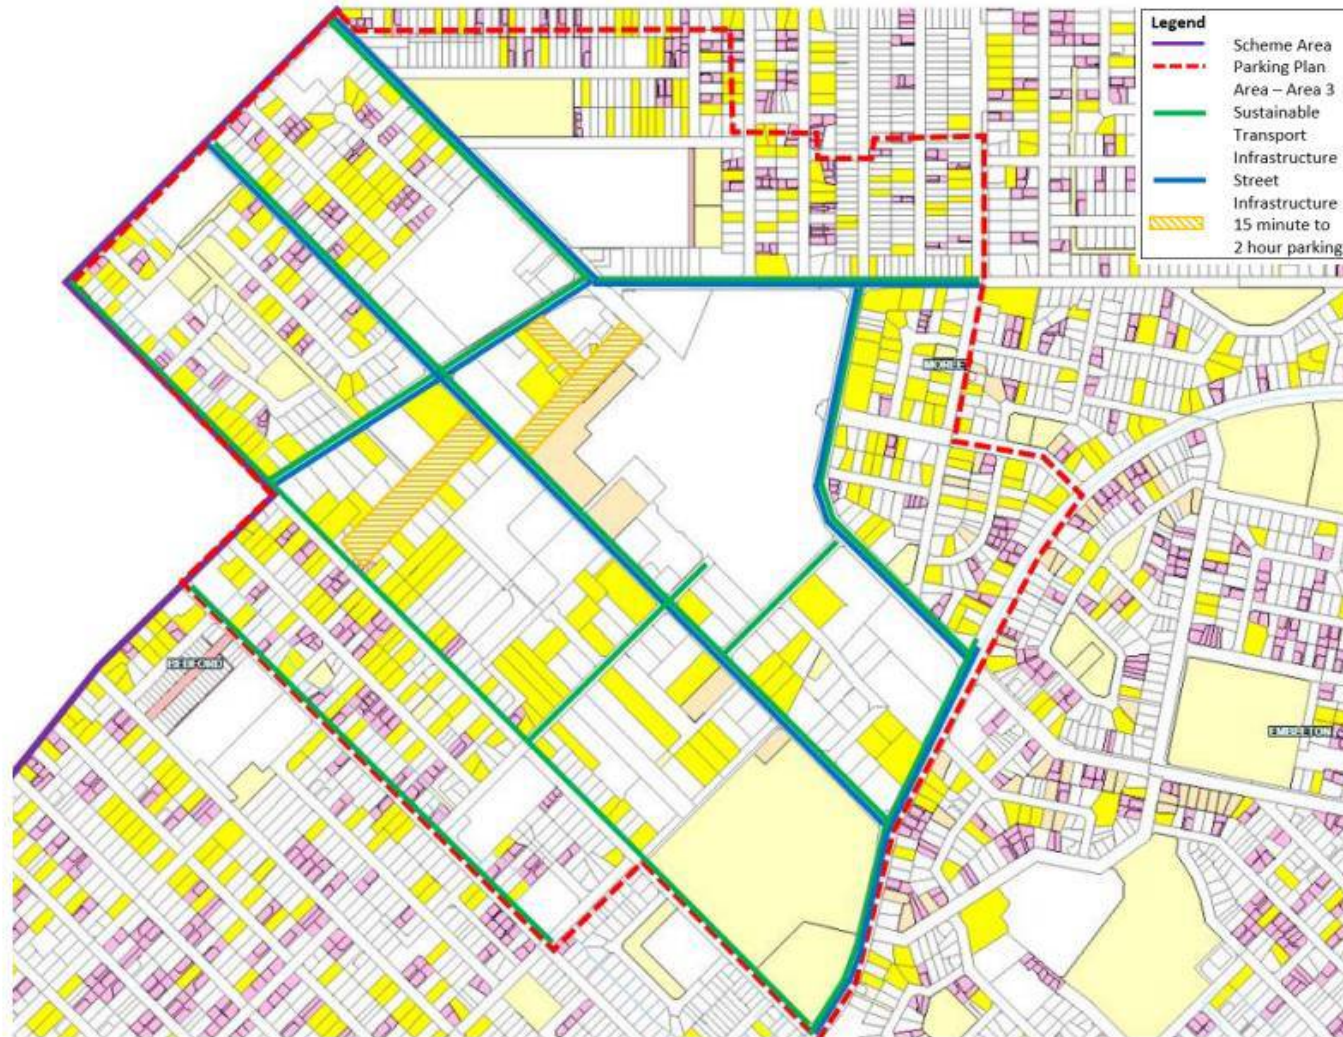 Legend
Scheme Area
Parking Plan
Area – Area 3
Sustainable
Transport
Infrastructure
Street
Infrastructure
15 minute to
2 hour parking
MORLEY
BEDFORD
EMBLETON